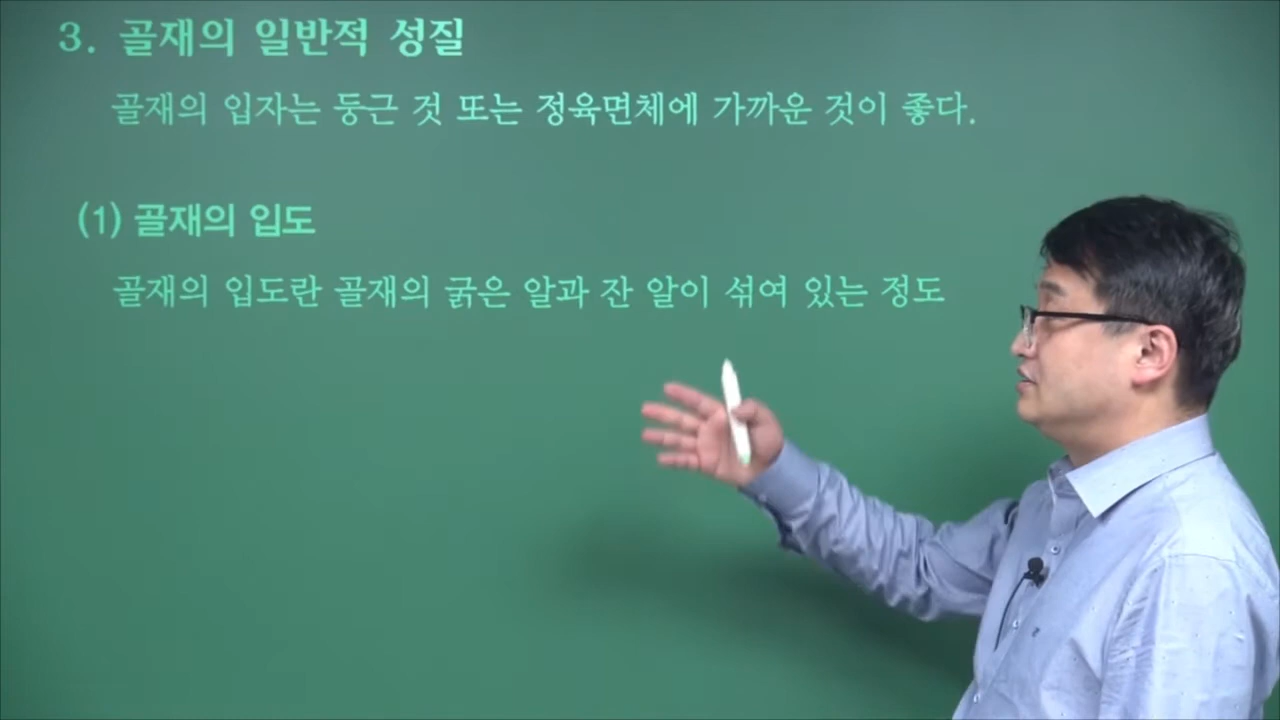 3. 골재의 일반적 성질
골재의 입자는 둥근 것 또는 정육면체에 가까운 것이 좋다.
(1) 골재의 입도
골재의 입도란 골재의 굵은 알과 잔 알이 섞여 있는 정도